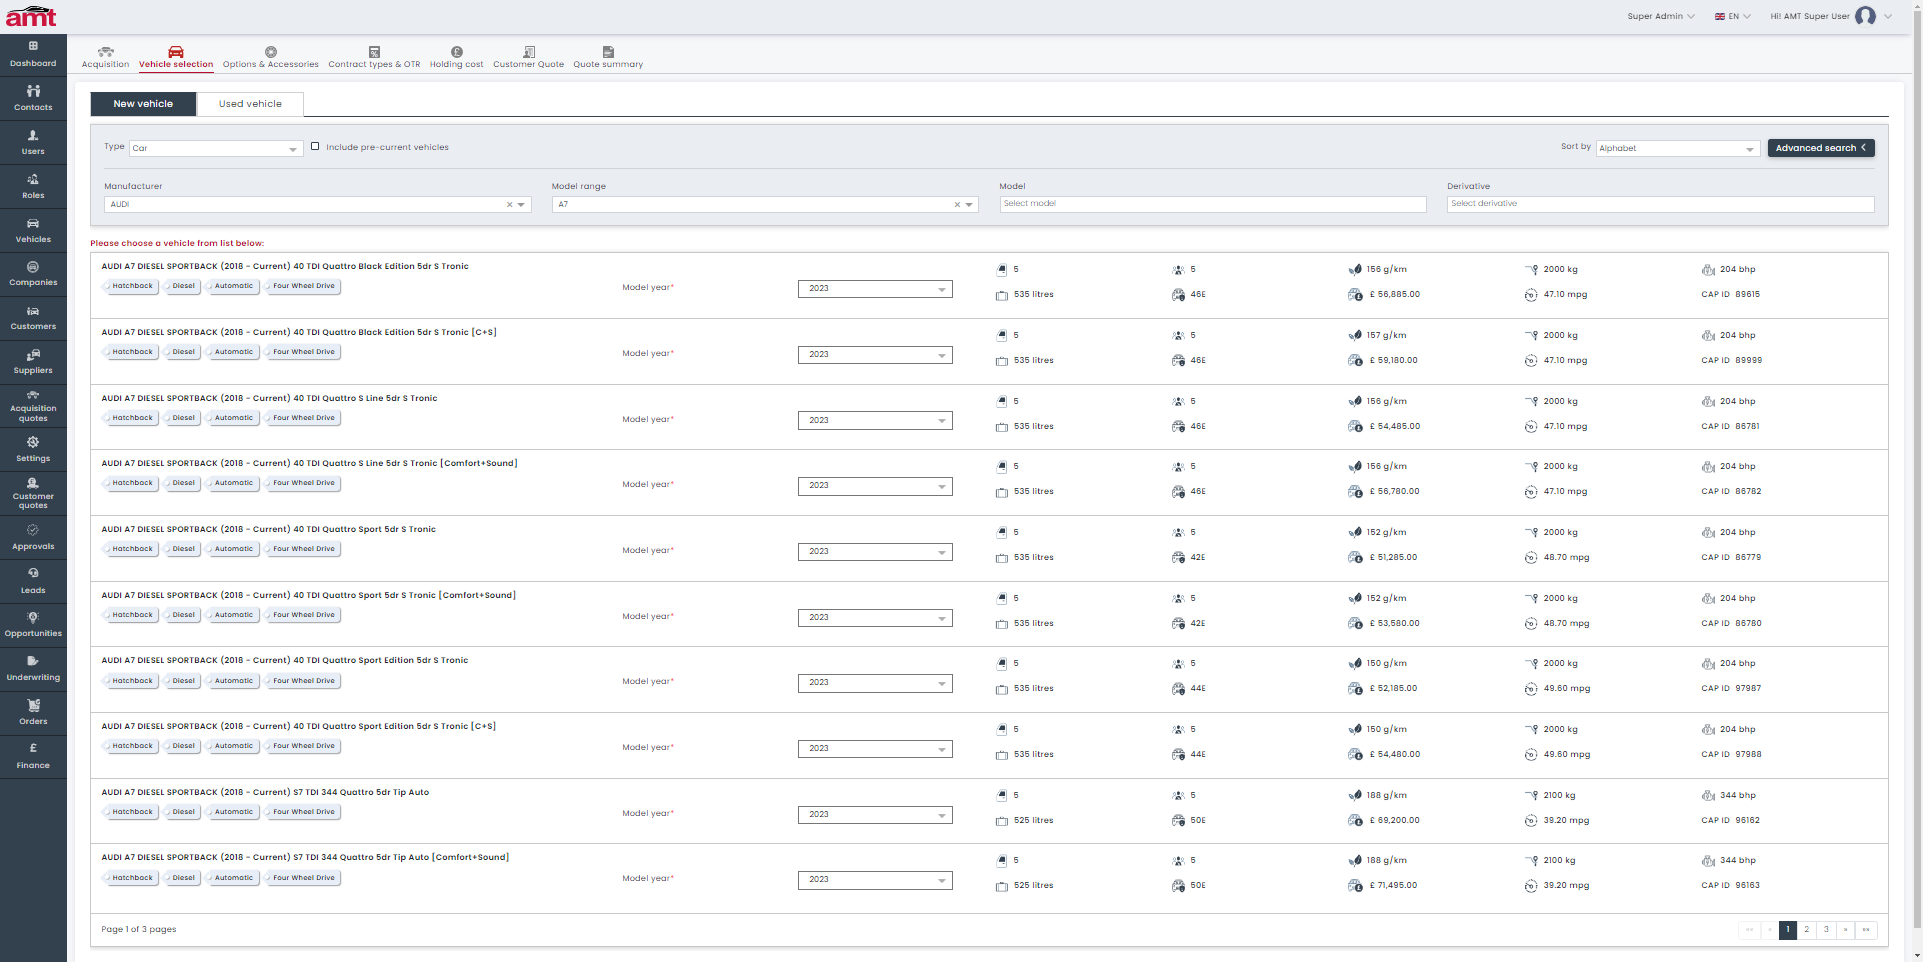 amt
Super Admin EN Hi! AMT Super User
Dashboard
Contacts
Users
Roles
Vehicles
Companies
Customers
Suppliers
Acquisition
quotes
Settings
Customer
quotes
Approvals
Leads
Opportunities
Underwriting
Orders
£
Finance
Acquisition Vehicle selection Options & Accessories Contract types & OTR Holding cost Customer Quote Quote summary
New vehicle Used vehicle
Type Car Include pre-current vehicles Sort by Alphabet Advanced search
Manufacturer Model range Model Derivative
AUDI × A7 × Select model Select derivative
Please choose a vehicle from list below:
AUDI A7 DIESEL SPORTBACK (2018 - Current) 40 TDI Quattro Black Edition 5dr S Tronic
5 5 156 g/km 2000 kg 204 bhp
Hatchback Diesel Automatic Four Wheel Drive Model year* 2023
535 litres 46E £ 56,885.00 47.10 mpg CAP ID 89615
AUDI A7 DIESEL SPORTBACK (2018 - Current) 40 TDI Quattro Black Edition 5dr S Tronic [C+S]
5 5 157 g/km 2000 kg 204 bhp
Hatchback Diesel Automatic Four Wheel Drive Model year* 2023
535 litres 46E £ 59,180.00 47.10 mpg CAP ID 89999
AUDI A7 DIESEL SPORTBACK (2018 - Current) 40 TDI Quattro S Line 5dr S Tronic
5 5 156 g/km 2000 kg 204 bhp
Hatchback Diesel Automatic Four Wheel Drive Model year* 2023
535 litres 46E £ 54,485.00 47.10 mpg CAP ID 86781
AUDI A7 DIESEL SPORTBACK (2018 - Current) 40 TDI Quattro S Line 5dr S Tronic [Comfort+Sound]
5 5 156 g/km 2000 kg 204 bhp
Hatchback Diesel Automatic Four Wheel Drive Model year* 2023
535 litres 46E £ 56,780.00 47.10 mpg CAP ID 86782
AUDI A7 DIESEL SPORTBACK (2018 - Current) 40 TDI Quattro Sport 5dr S Tronic
5 5 152 g/km 2000 kg 204 bhp
Hatchback Diesel Automatic Four Wheel Drive Model year* 2023
535 litres 42E £ 51,285.00 48.70 mpg CAP ID 86779
AUDI A7 DIESEL SPORTBACK (2018 - Current) 40 TDI Quattro Sport 5dr S Tronic [Comfort+Sound]
5 5 152 g/km 2000 kg 204 bhp
Hatchback Diesel Automatic Four Wheel Drive Model year* 2023
535 litres 42E £ 53,580.00 48.70 mpg CAP ID 86780
AUDI A7 DIESEL SPORTBACK (2018 - Current) 40 TDI Quattro Sport Edition 5dr S Tronic
5 5 150 g/km 2000 kg 204 bhp
Hatchback Diesel Automatic Four Wheel Drive Model year* 2023
535 litres 44E £ 52,185.00 49.60 mpg CAP ID 97987
AUDI A7 DIESEL SPORTBACK (2018 - Current) 40 TDI Quattro Sport Edition 5dr S Tronic [C+S]
5 5 150 g/km 2000 kg 204 bhp
Hatchback Diesel Automatic Four Wheel Drive Model year* 2023
535 litres 44E £ 54,480.00 49.60 mpg CAP ID 97988
AUDI A7 DIESEL SPORTBACK (2018 - Current) S7 TDI 344 Quattro 5dr Tip Auto
5 5 188 g/km 2100 kg 344 bhp
Hatchback Diesel Automatic Four Wheel Drive Model year* 2023
525 litres 50E £ 69,200.00 39.20 mpg CAP ID 96162
AUDI A7 DIESEL SPORTBACK (2018 - Current) S7 TDI 344 Quattro 5dr Tip Auto [Comfort+Sound]
5 5 188 g/km 2100 kg 344 bhp
Hatchback Diesel Automatic Four Wheel Drive Model year* 2023
525 litres 50E £ 71,495.00 39.20 mpg CAP ID 96163
Page 1 of 3 pages «« « 1 2 3 » »»